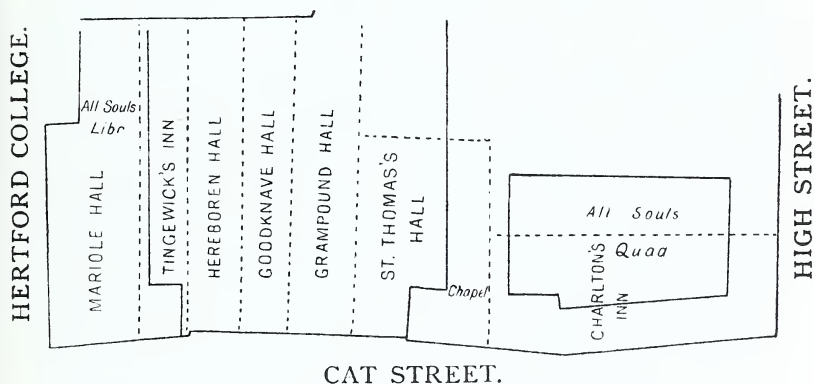 HERTFORD COLLEGE.
All Souls
Libr
MARIOLE HALL
TINGEWICK'S INN
HEREBOREN HALL
GOODKNAVE HALL
GRAMPOUND HALL
ST. THOMAS'S
HALL
Chapel
All Souls
Quad
CHARLTON'S
INN
HIGH STREET.
CAT STREET.